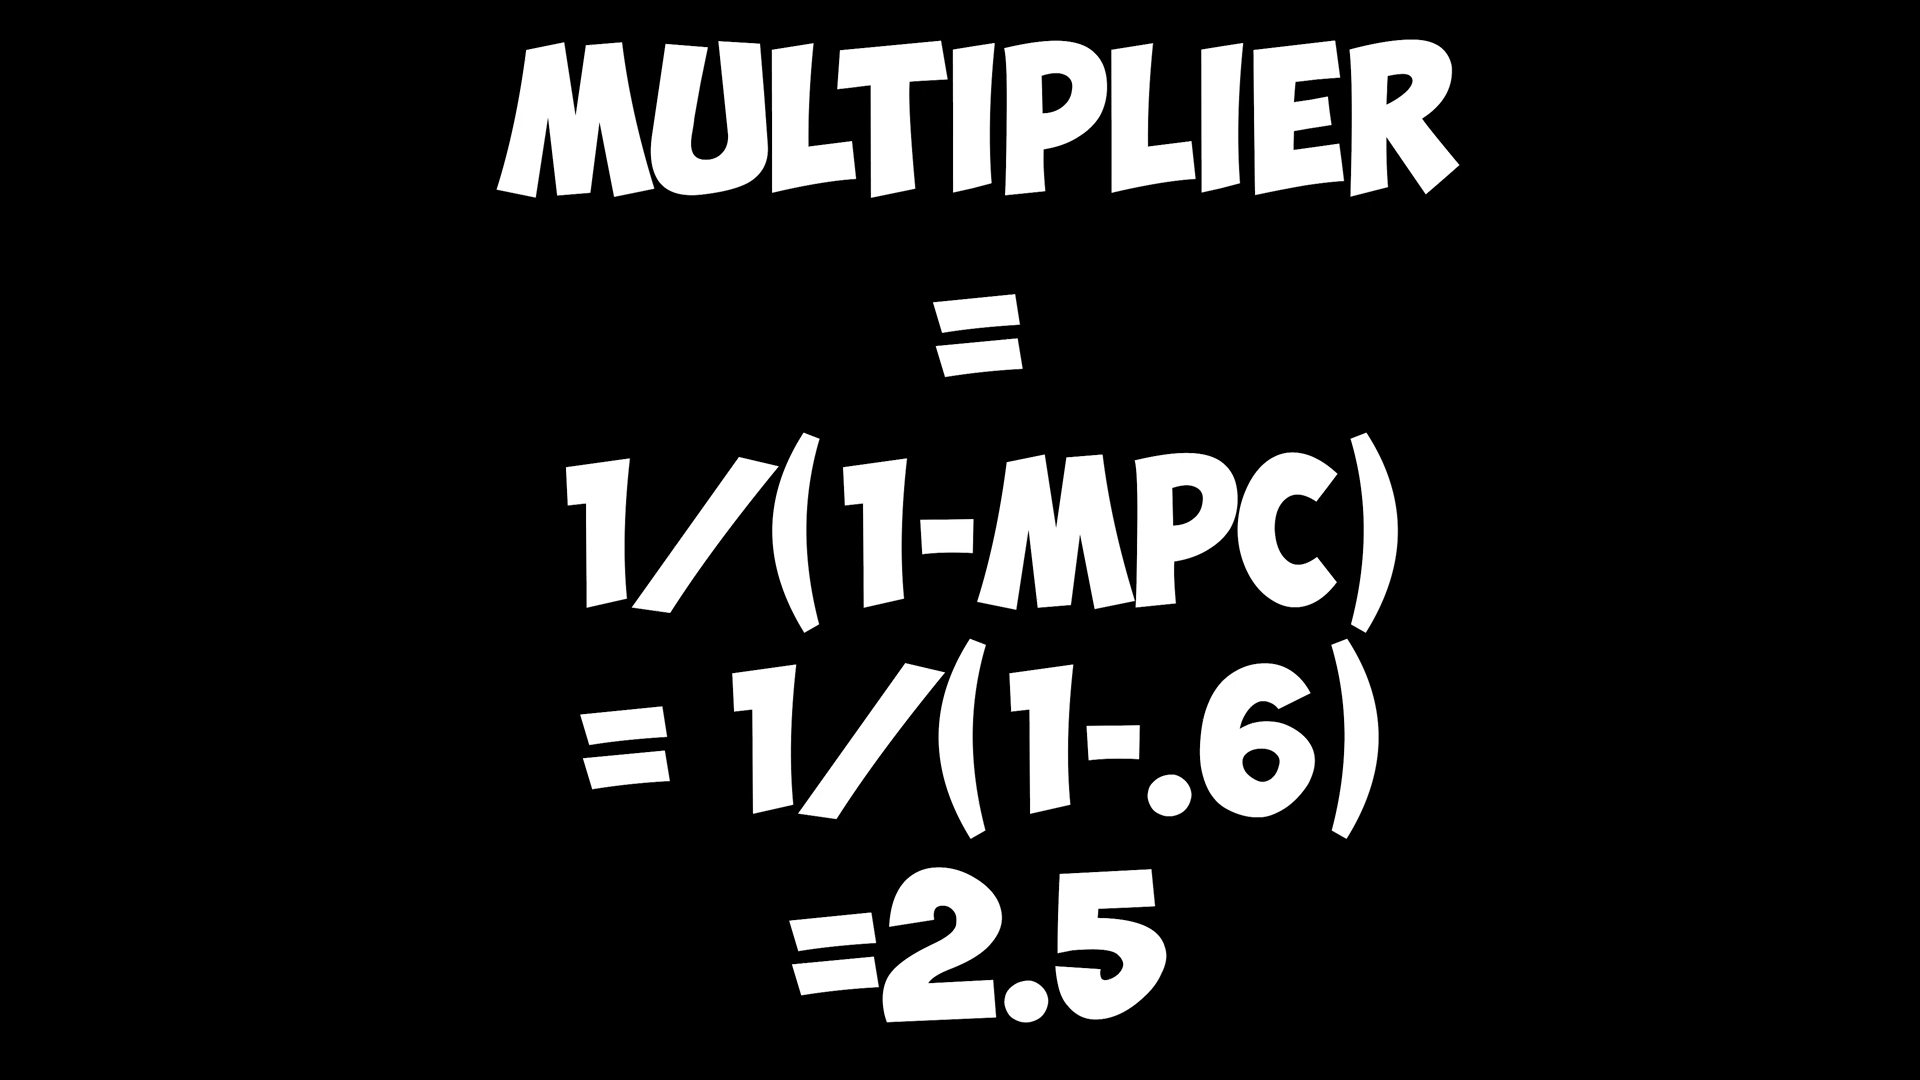 MULTIPLIER
=
1/(1-MPC)
= 1/(1-.6)
=2.5